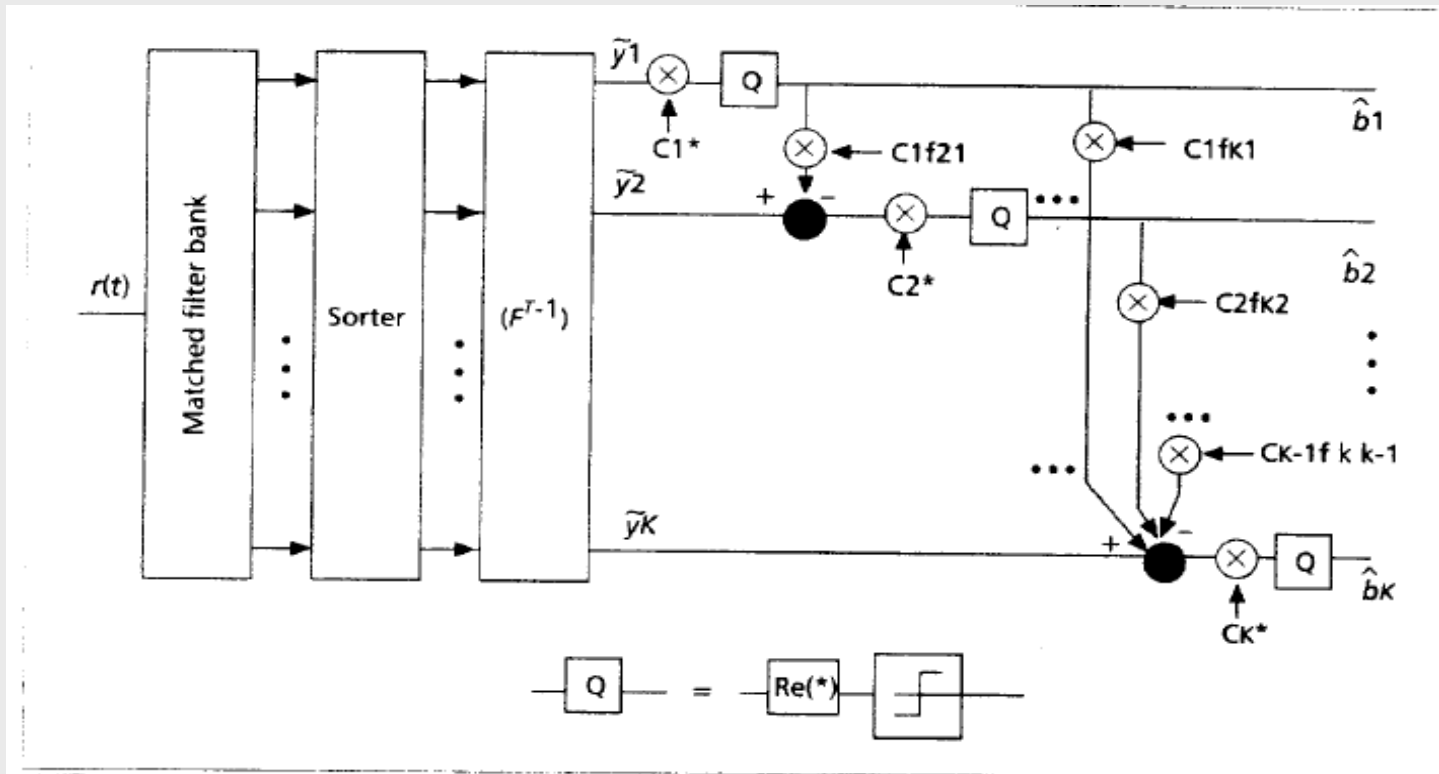 ỹ1
Q
C1*
b̂1
C1f21
C1fK1
ỹ2
+
−
Q
•••
C2*
b̂2
C2fK2
r(t)
Matched filter bank
Sorter
(F^T-1)
•••
CK-1f k k-1
•••
ỹK
+
−
Q
b̂K
CK*
Q = Re(*)